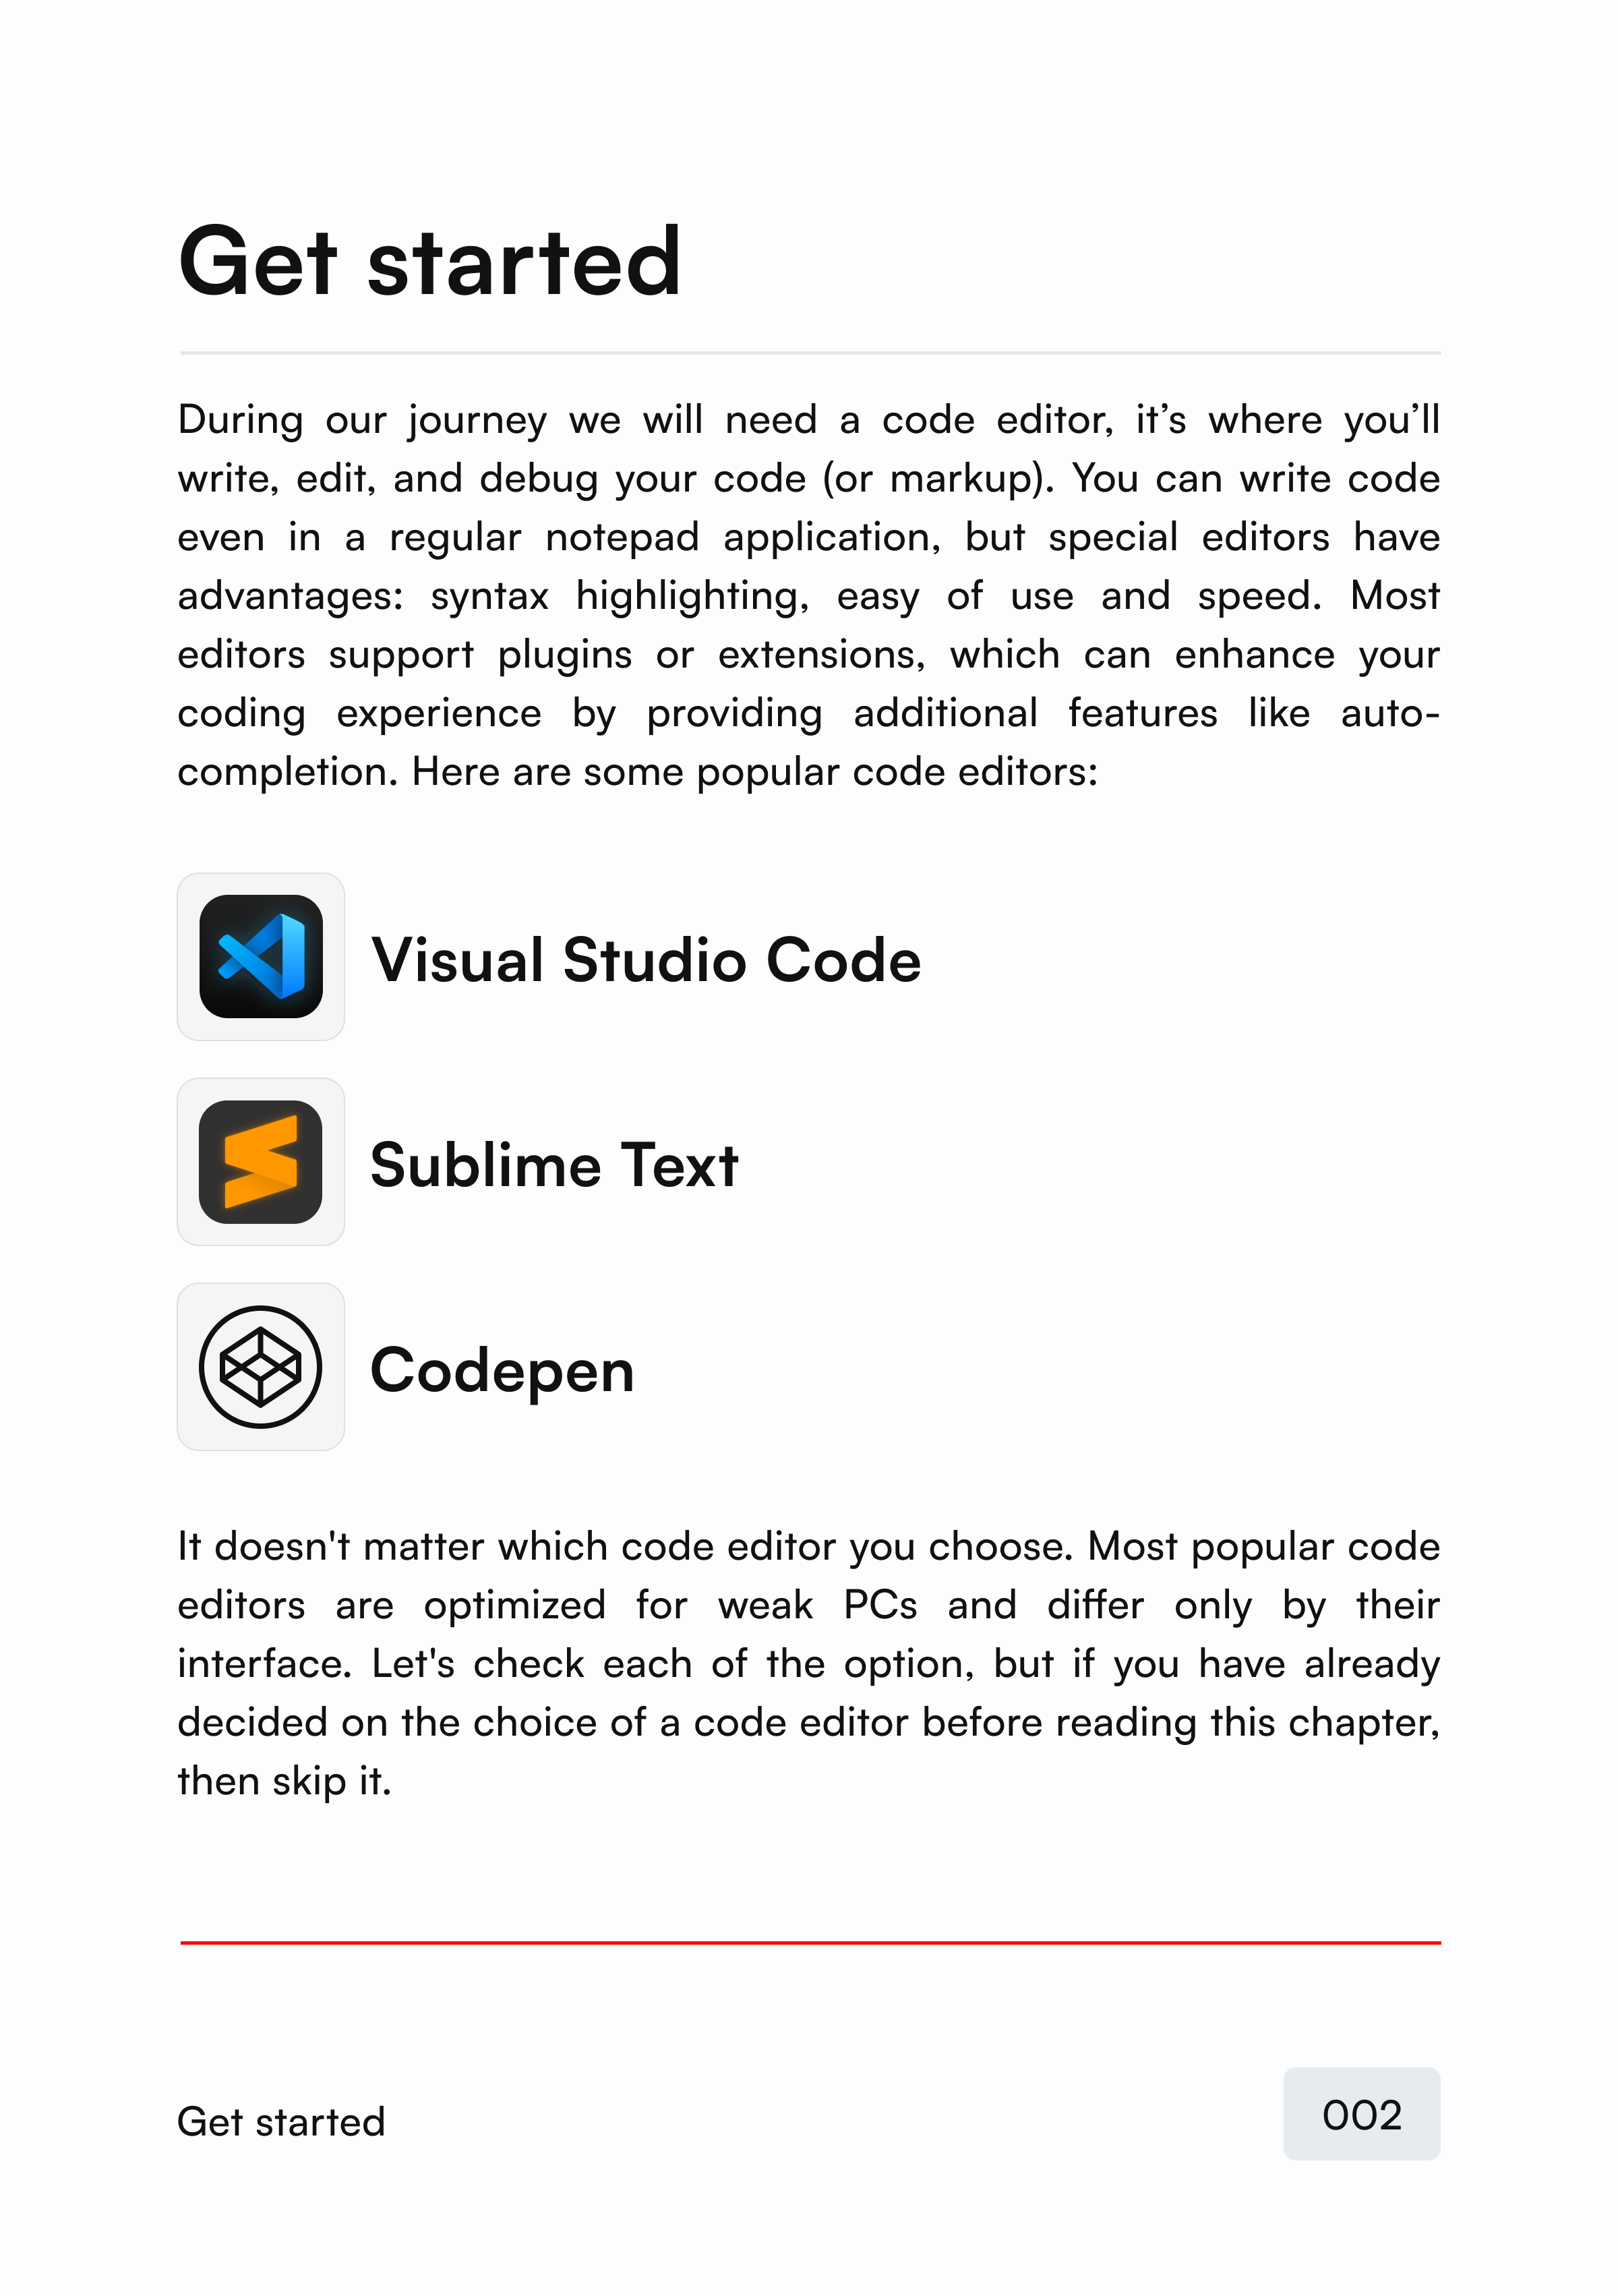 Get started
During our journey we will need a code editor, it’s where you’ll
write, edit, and debug your code (or markup). You can write code
even in a regular notepad application, but special editors have
advantages: syntax highlighting, easy of use and speed. Most
editors support plugins or extensions, which can enhance your
coding experience by providing additional features like auto-
completion. Here are some popular code editors:
Visual Studio Code
Sublime Text
Codepen
It doesn't matter which code editor you choose. Most popular code
editors are optimized for weak PCs and differ only by their
interface. Let's check each of the option, but if you have already
decided on the choice of a code editor before reading this chapter,
then skip it.
Get started
002